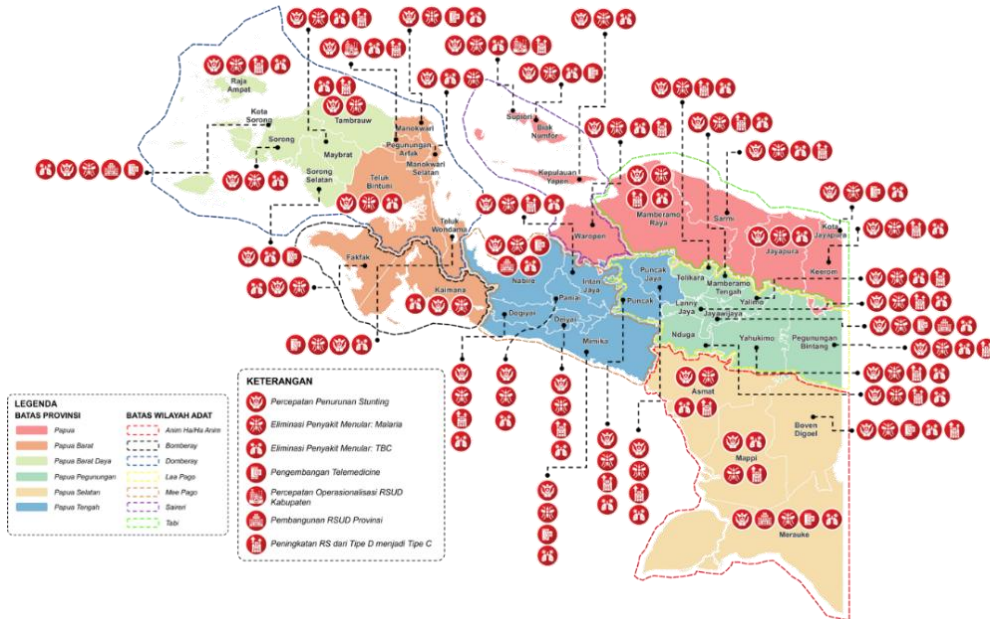 Raja
Ampat
Kota
Sorong
Sorong
Tambrauw
Maybrat
Sorong
Selatan
Manokwari
Pegunungan
Arfak
Manokwari
Selatan
Teluk
Bintuni
Teluk
Wondama
Fakfak
Kaimana
Supiori
Biak
Numfor
Kepulauan
Yapen
Waropen
Mamberamo
Raya
Sarmi
Jayapura
Kota
Jayapura
Keerom
Nabire
Intan
Jaya
Paniai
Dogiyai
Deiyai
Mimika
Puncak
Jaya
Puncak
Tolikara
Mamberamo
Tengah
Yalimo
Lanny
Jaya
Jayawijaya
Nduga
Yahukimo
Pegunungan
Bintang
Asmat
Boven
Digoel
Mappi
Merauke
LEGENDA
BATAS PROVINSI
Papua
Papua Barat
Papua Barat Daya
Papua Pegunungan
Papua Selatan
Papua Tengah
BATAS WILAYAH ADAT
Anim Ha/Ha Anim
Bomberay
Domberay
Laa Pago
Mee Pago
Saireri
Tabi
KETERANGAN
Percepatan Penurunan Stunting
Eliminasi Penyakit Menular: Malaria
Eliminasi Penyakit Menular: TBC
Pengembangan Telemedicine
Percepatan Operasionalisasi RSUD
Kabupaten
Pembangunan RSUD Provinsi
Peningkatan RS dari Tipe D menjadi Tipe C